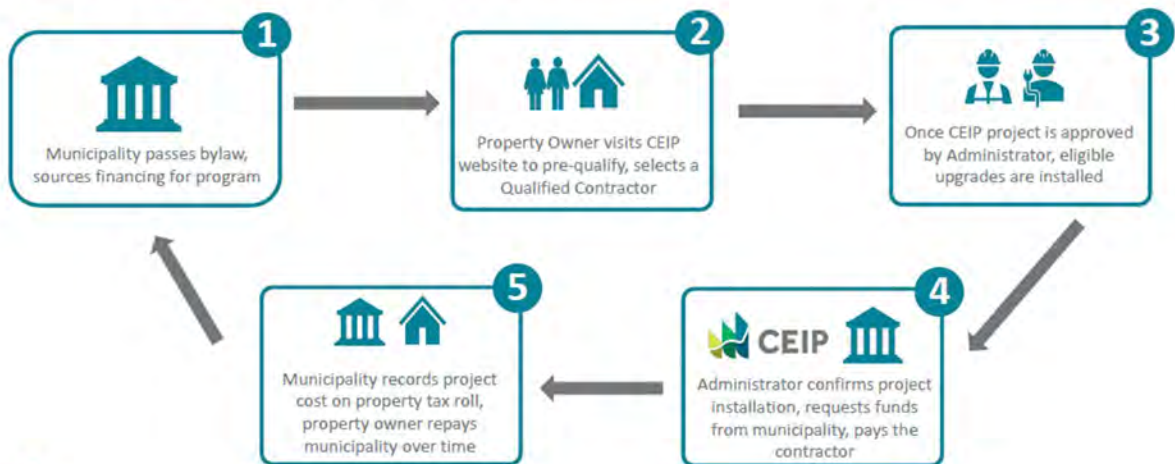 1
Municipality passes bylaw,
sources financing for program
2
Property Owner visits CEIP
website to pre-qualify, selects a
Qualified Contractor
3
Once CEIP project is approved
by Administrator, eligible
upgrades are installed
4
CEIP
Administrator confirms project
installation, requests funds
from municipality, pays the
contractor
5
Municipality records project
cost on property tax roll,
property owner repays
municipality over time